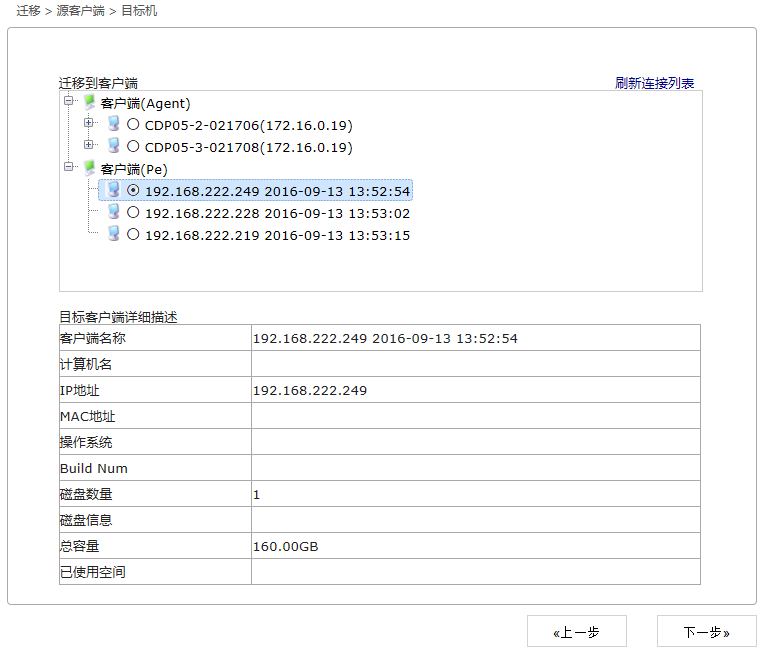 迁移 > 源客户端 > 目标机
迁移到客户端 刷新连接列表
客户端(Agent)
CDP05-2-021706(172.16.0.19)
CDP05-3-021708(172.16.0.19)
客户端(Pe)
192.168.222.249 2016-09-13 13:52:54
192.168.222.228 2016-09-13 13:53:02
192.168.222.219 2016-09-13 13:53:15
目标客户端详细描述
客户端名称 192.168.222.249 2016-09-13 13:52:54
计算机名
IP地址 192.168.222.249
MAC地址
操作系统
Build Num
磁盘数量 1
磁盘信息
总容量 160.00GB
已使用空间
«上一步 下一步»